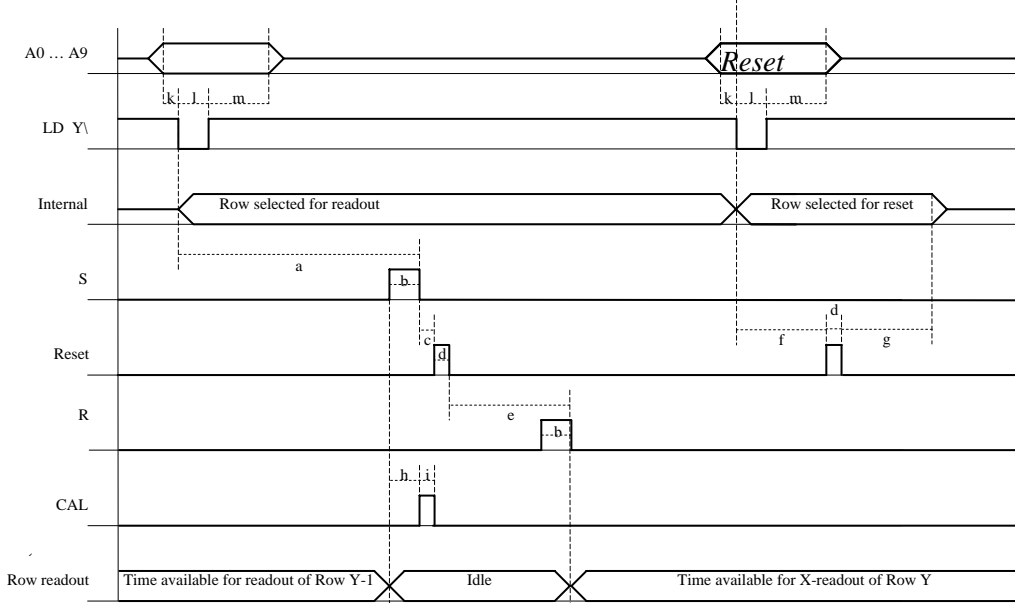 A0 … A9
Reset
k l m k l m
LD Y\
Internal Row selected for readout Row selected for reset
a
S b
d
c f g
Reset d
e
R b
h i
CAL
Row readout Time available for readout of Row Y-1 Idle Time available for X-readout of Row Y